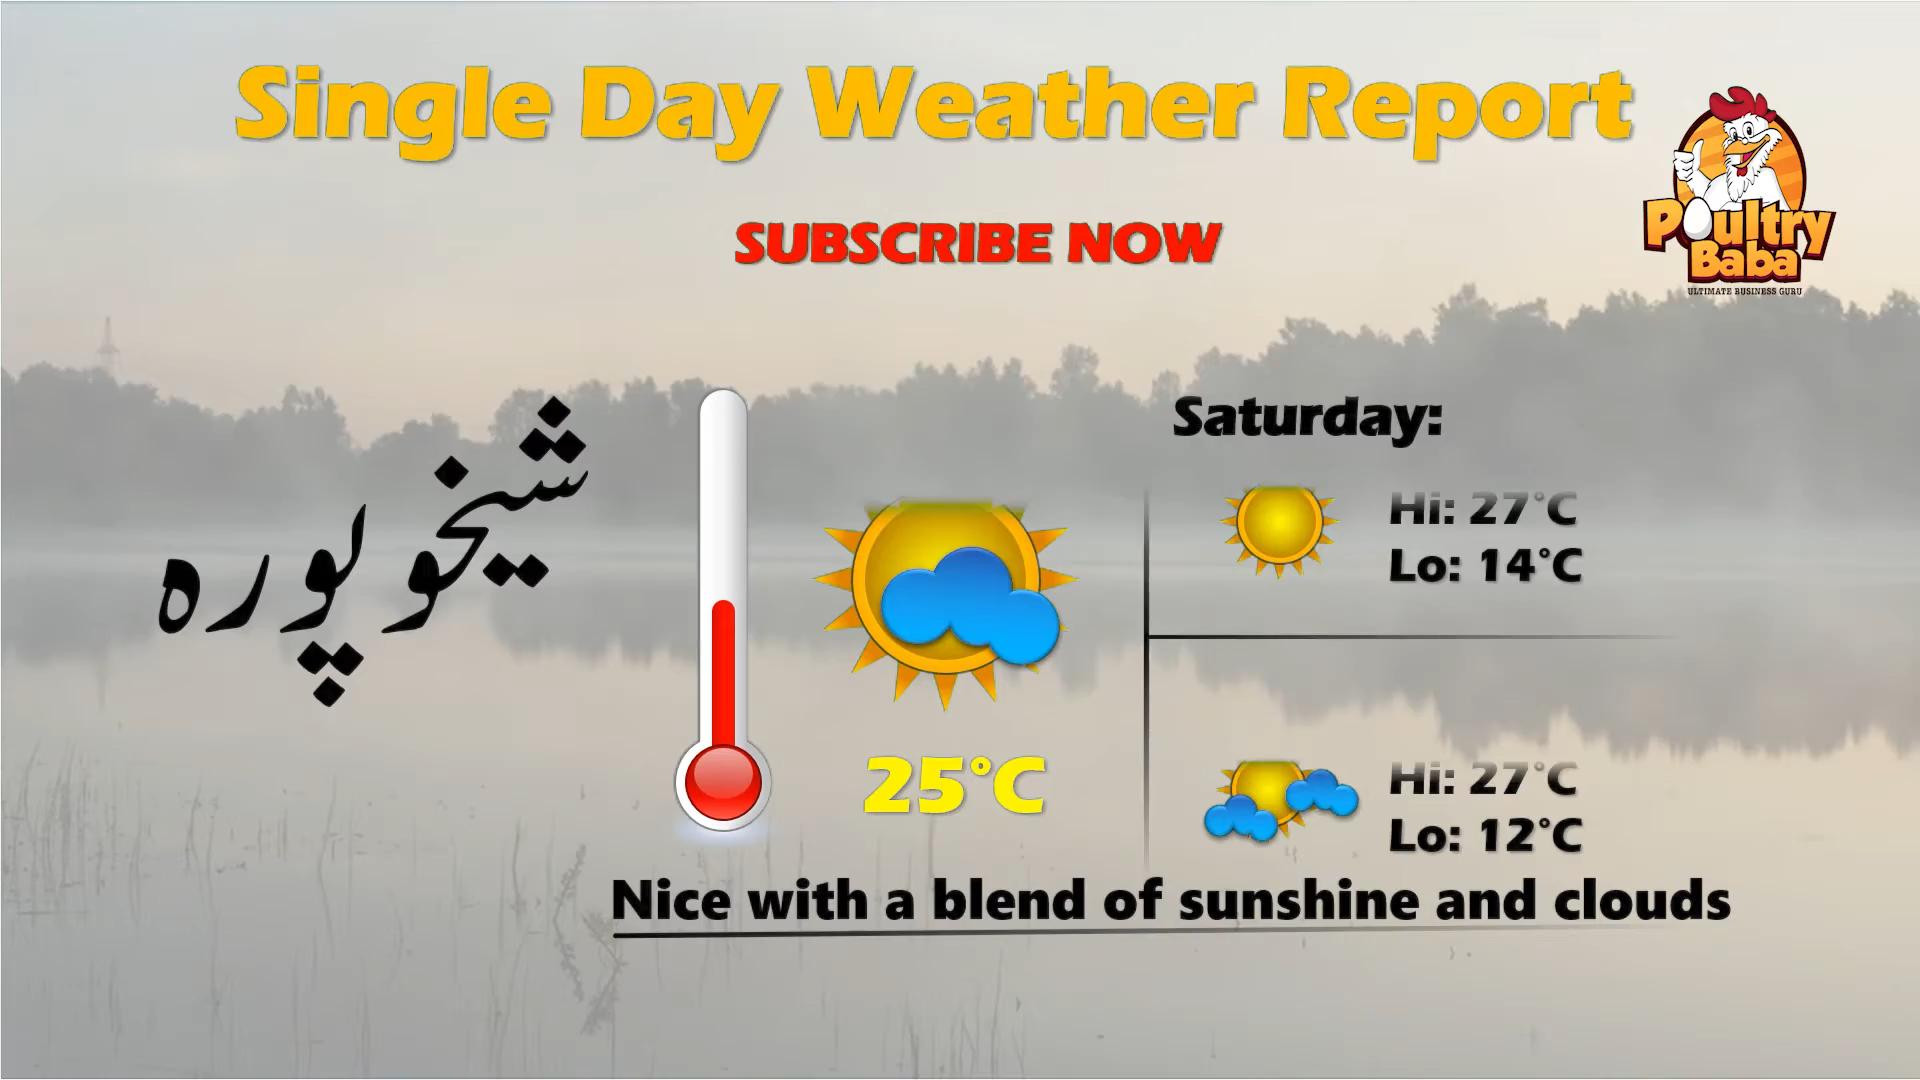 Single Day Weather Report
Poultry
Baba
ULTIMATE BUSINESS GURU
SUBSCRIBE NOW
شیخوپورہ
25°C
Saturday:
Hi: 27°C
Lo: 14°C
Hi: 27°C
Lo: 12°C
Nice with a blend of sunshine and clouds